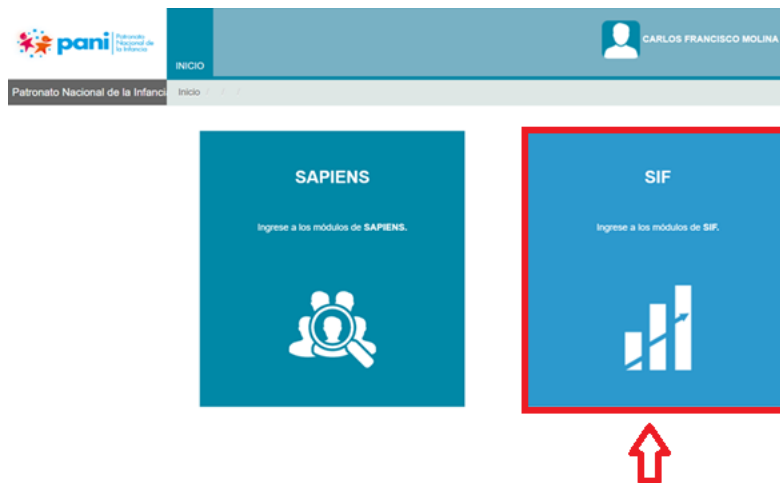 pani Patronato
Nacional de
la Infancia
INICIO
CARLOS FRANCISCO MOLINA
Patronato Nacional de la Infanci
Inicio / / /
SAPIENS
Ingrese a los módulos de SAPIENS.
SIF
Ingrese a los módulos de SIF.